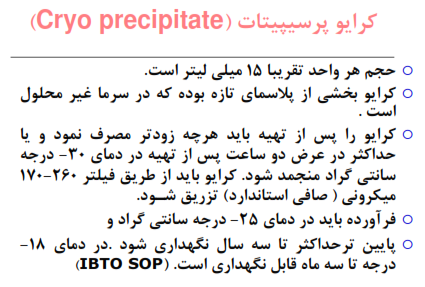 کرایو پرسیپیتات (Cryo precipitate)
حجم هر واحد تقریبا ۱۵ میلی لیتر است.
کرایو بخشی از پلاسمای تازه بوده که در سرما غیر محلول
است .
کرایو را پس از تهیه باید هرچه زودتر مصرف نمود و یا
حداکثر در عرض دو ساعت پس از تهیه در دمای ۳۰- درجه
سانتی گراد منجمد شود. کرایو باید از طریق فیلتر ۲۶۰-۱۷۰
میکرونی ( صافی استاندارد) تزریق شـود.
فرآورده باید در دمای ۲۵- درجه سانتی گراد و
پایین ترحداکثر تا سه سال نگهداری شود .در دمای ۱۸-
درجه تا سه ماه قابل نگهداری است. (IBTO SOP)